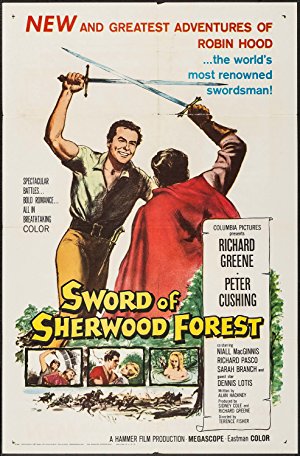 NEW AND GREATEST ADVENTURES OF
ROBIN HOOD
...the world's
most renowned
swordsman!
SPECTACULAR
BATTLES...
BOLD ROMANCE...
ALL IN
BREATHTAKING
COLOR
COLUMBIA PICTURES
presents
RICHARD
GREENE
PETER
CUSHING
SWORD OF
SHERWOOD FOREST
co-starring
NIALL MacGINNIS
RICHARD PASCO
SARAH BRANCH and
guest star
DENNIS LOTIS
Written by
ALAN HACKNEY
Produced by
SIDNEY COLE and
RICHARD GREENE
Directed by
TERENCE FISHER
A HAMMER FILM PRODUCTION · MEGASCOPE · Eastman COLOR